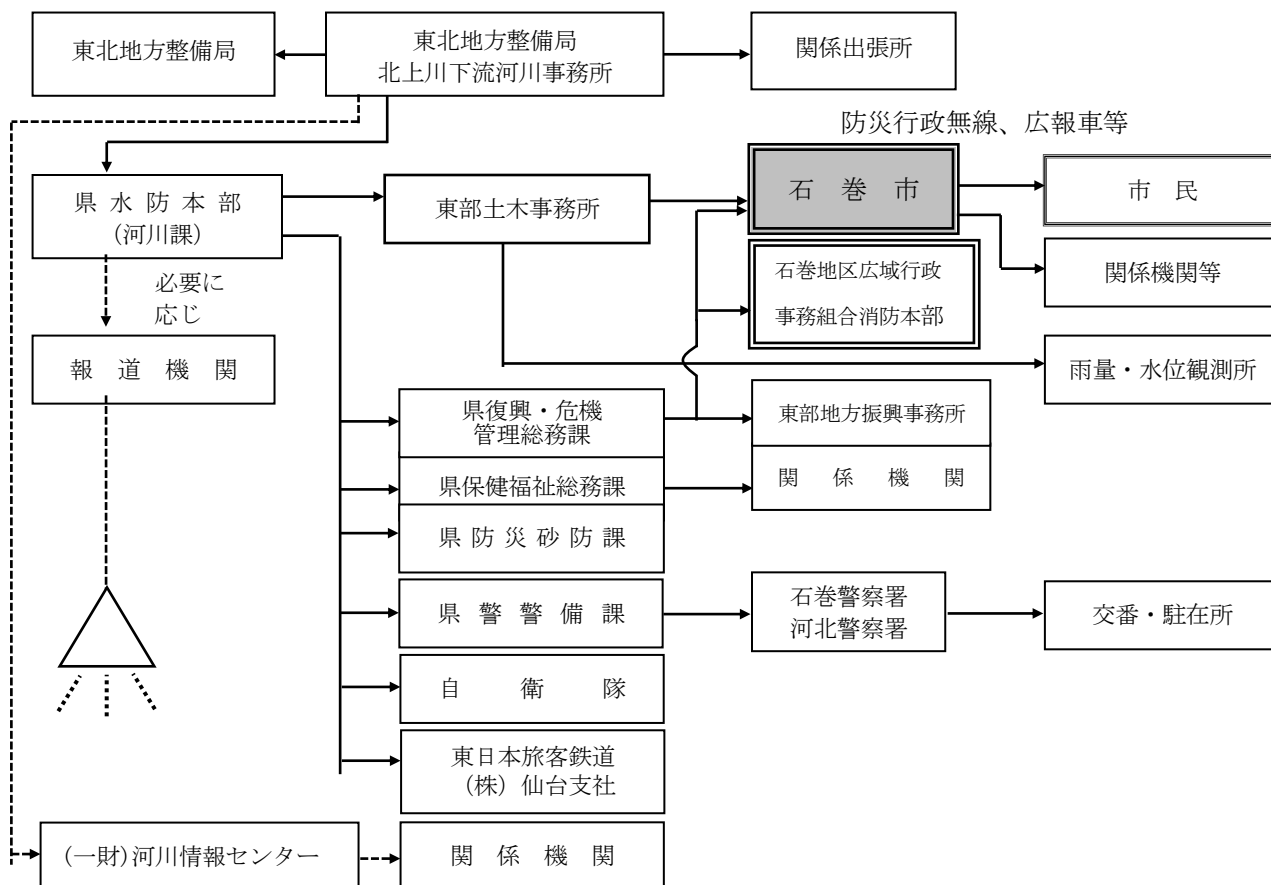 東北地方整備局
東北地方整備局
北上川下流河川事務所
関係出張所
防災行政無線、広報車等
県水防本部
(河川課)
東部土木事務所
石巻市
市民
石巻地区広域行政
事務組合消防本部
関係機関等
必要に
応じ
報道機関
雨量・水位観測所
県復興・危機
管理総務課
東部地方振興事務所
県保健福祉総務課
関係機関
県防災砂防課
県警警備課
石巻警察署
河北警察署
交番・駐在所
自衛隊
東日本旅客鉄道
(株)仙台支社
(一財)河川情報センター
関係機関